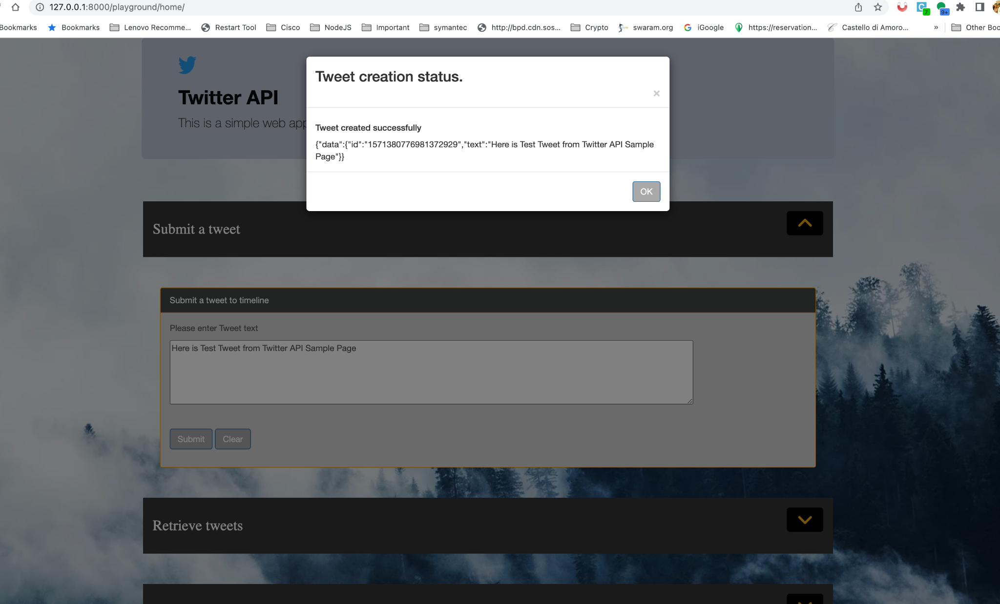 127.0.0.1:8000/playground/home/
C
7
9+
Bookmarks
Bookmarks
Lenovo Recomme...
Restart Tool
Cisco
NodeJS
Important
symantec
http://bpd.cdn.sos...
Crypto
swaram.org
iGoogle
https://reservation...
Castello di Amoro...
»
Other Boo
Tweet creation status.
×
Tweet created successfully
{"data":{"id":"1571380776981372929","text":"Here is Test Tweet from Twitter API Sample
Page"}}
OK
Twitter API
This is a simple web app
Submit a tweet
Submit a tweet to timeline
Please enter Tweet text
Here is Test Tweet from Twitter API Sample Page
Submit
Clear
Retrieve tweets